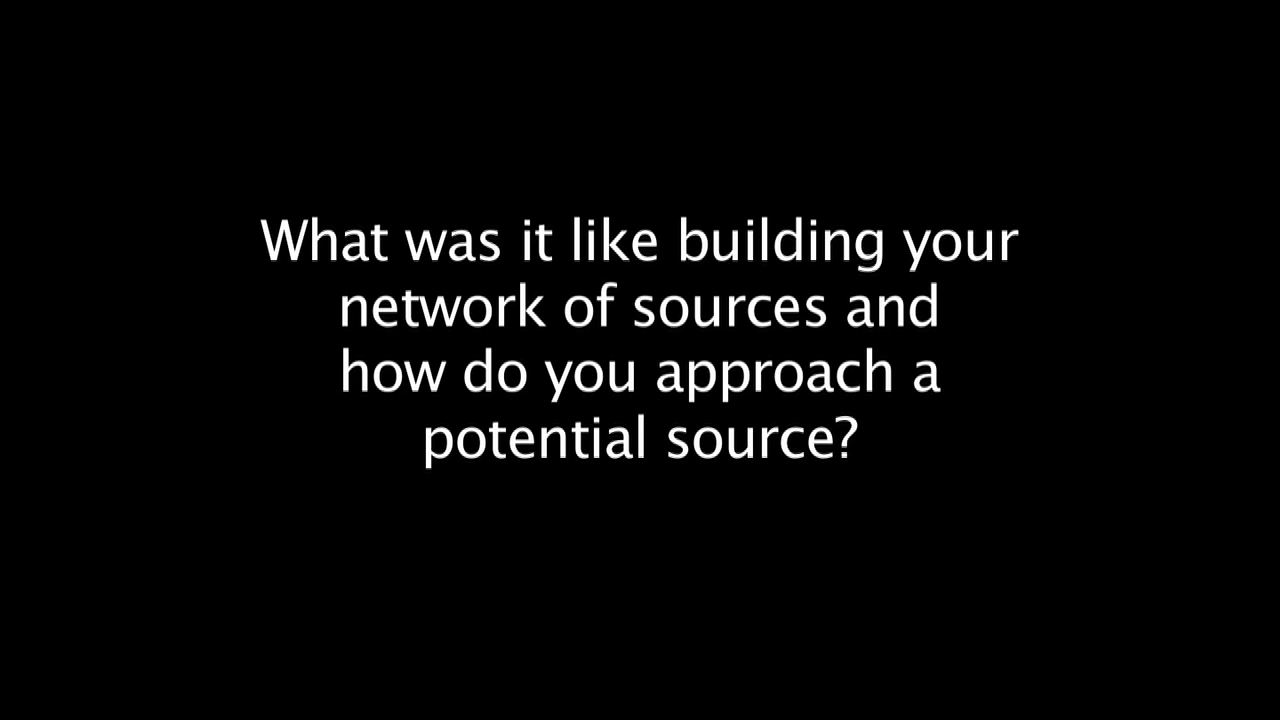 What was it like building your
network of sources and
how do you approach a
potential source?